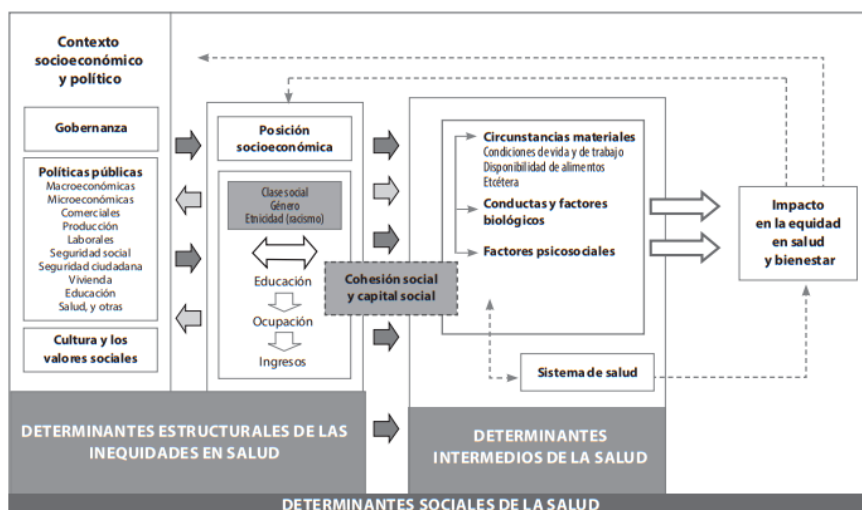 Contexto
socioeconómico
y político
Gobernanza
Políticas públicas
Macroeconómicas
Microeconómicas
Comerciales
Producción
Laborales
Seguridad social
Seguridad ciudadana
Vivienda
Educación
Salud, y otras
Cultura y los
valores sociales
Posición
socioeconómica
Clase social
Género
Etnicidad (racismo)
Educación
Ocupación
Ingresos
Cohesión social
y capital social
Circunstancias materiales
Condiciones de vida y de trabajo
Disponibilidad de alimentos
Etcétera
Conductas y factores
biológicos
Factores psicosociales
Sistema de salud
Impacto
en la equidad
en salud
y bienestar
DETERMINANTES ESTRUCTURALES DE LAS
INEQUIDADES EN SALUD
DETERMINANTES
INTERMEDIOS DE LA SALUD
DETERMINANTES SOCIALES DE LA SALUD